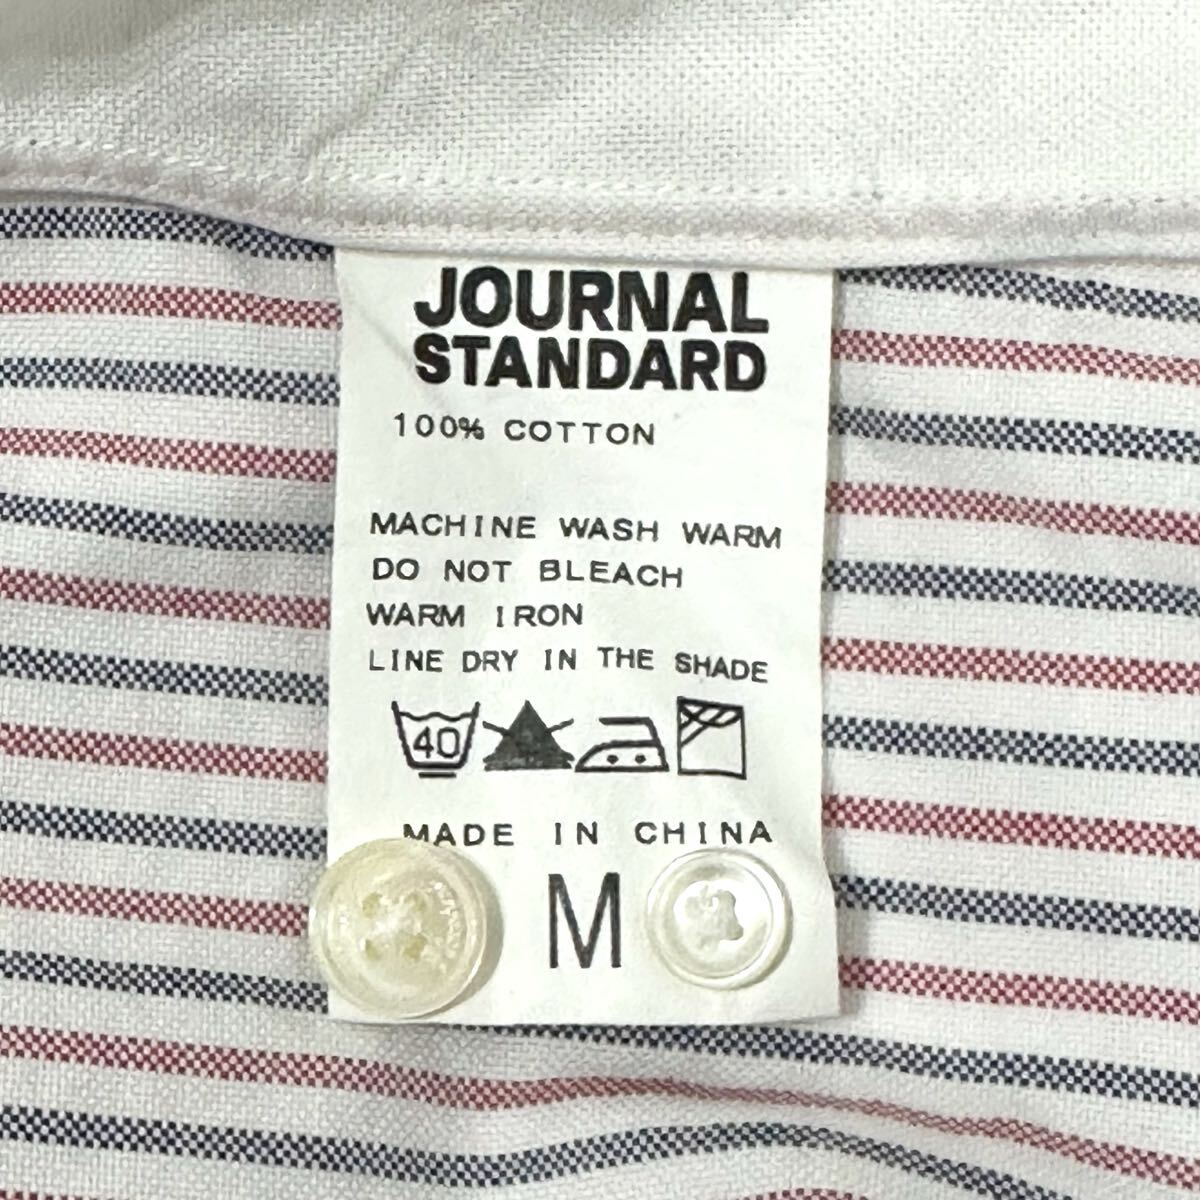 JOURNAL
STANDARD
100% COTTON
MACHINE WASH WARM
DO NOT BLEACH
WARM IRON
LINE DRY IN THE SHADE
40
MADE IN CHINA
M